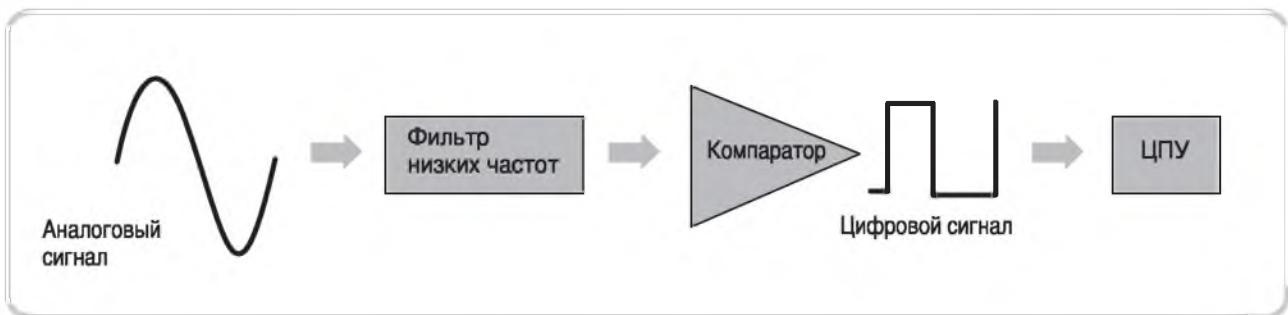 Аналоговый
сигнал
Фильтр
низких частот
Компаратор
Цифровой сигнал
ЦПУ